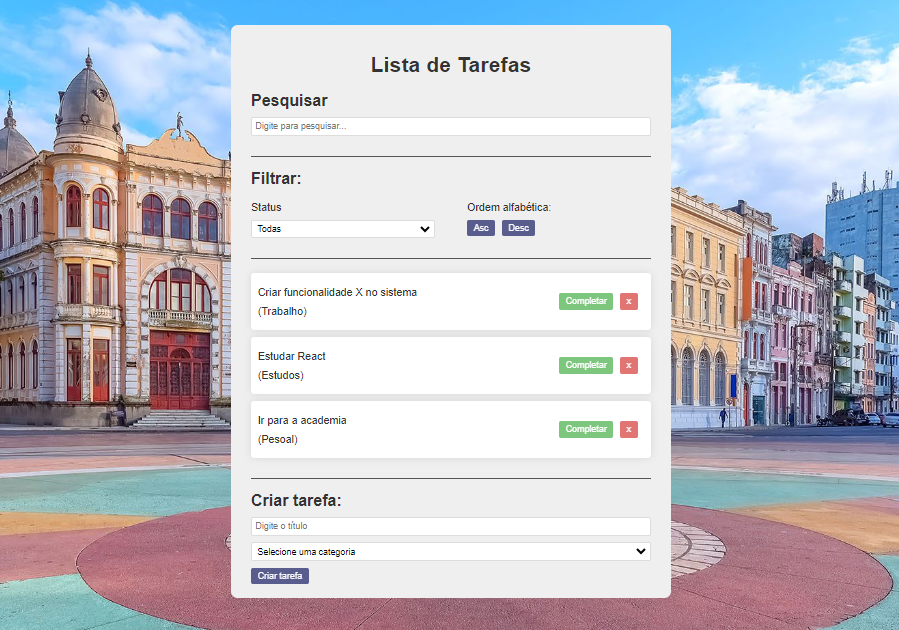 Lista de Tarefas
Pesquisar
Digite para pesquisar...
Filtrar:
Status
Ordem alfabética:
Todas
Asc
Desc
Criar funcionalidade X no sistema
(Trabalho)
Completar
x
Estudar React
(Estudos)
Completar
x
Ir para a academia
(Pesoal)
Completar
x
Criar tarefa:
Digite o título
Selecione uma categoria
Criar tarefa